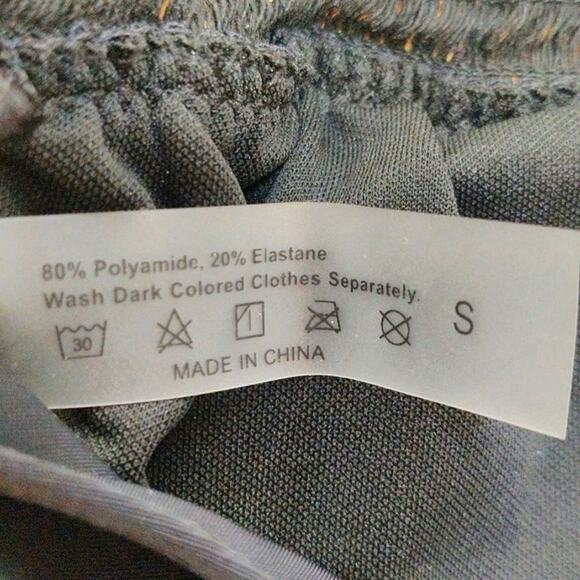 80% Polyamide, 20% Elastane
Wash Dark Colored Clothes Separately.
30 S
MADE IN CHINA